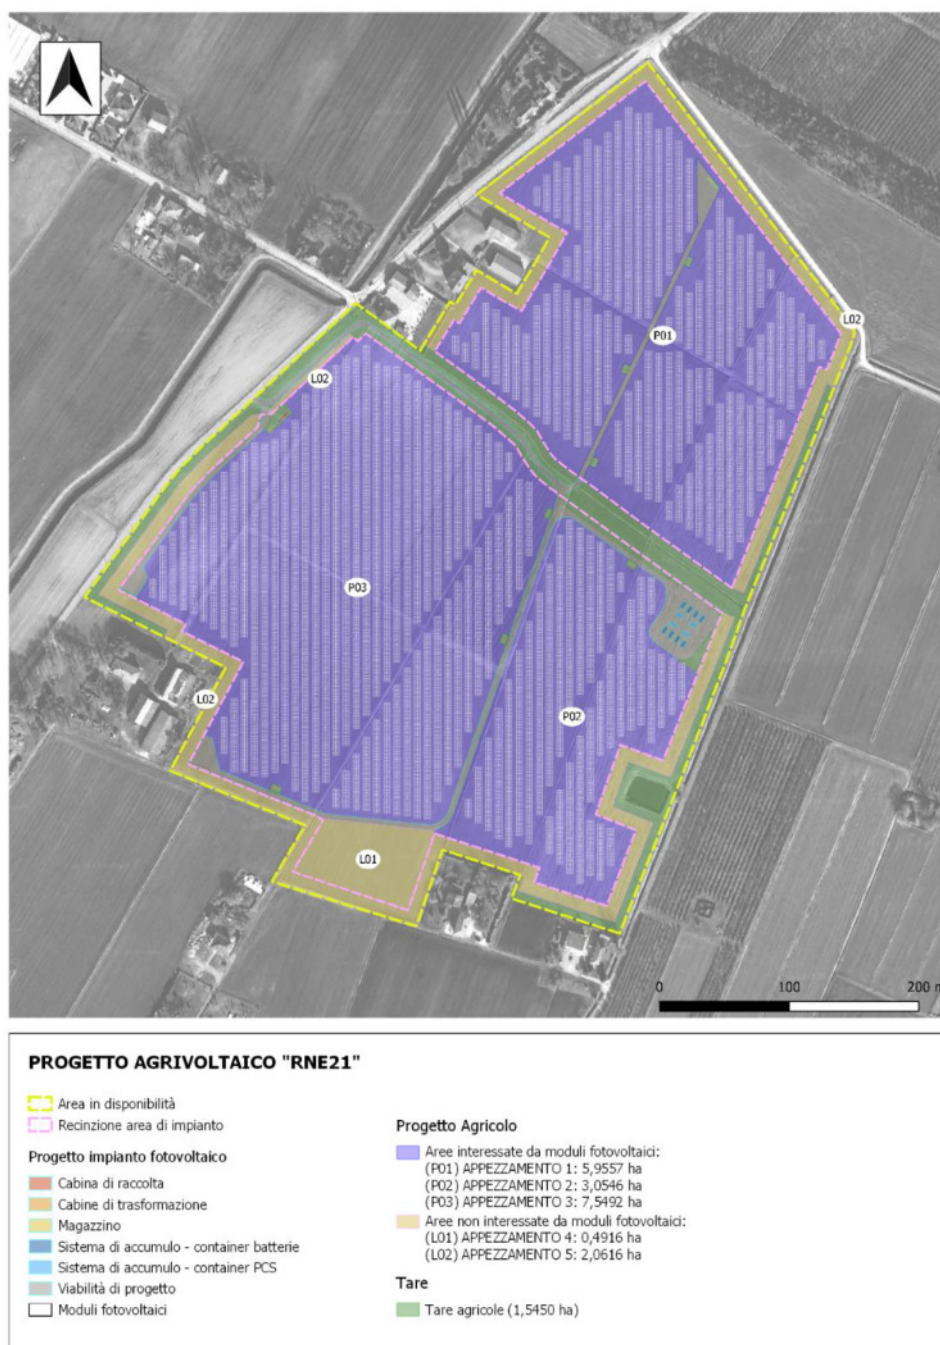 L02
P01
L02
P03
L02
P02
L01
0 100 200 m
PROGETTO AGRIVOLTAICO "RNE21"
Area in disponibilità
Recinzione area di impianto
Progetto impianto fotovoltaico
Cabina di raccolta
Cabine di trasformazione
Magazzino
Sistema di accumulo - container batterie
Sistema di accumulo - container PCS
Viabilità di progetto
Moduli fotovoltaici
Progetto Agricolo
Aree interessate da moduli fotovoltaici:
(P01) APPEZZAMENTO 1: 5,9557 ha
(P02) APPEZZAMENTO 2: 3,0546 ha
(P03) APPEZZAMENTO 3: 7,5492 ha
Aree non interessate da moduli fotovoltaici:
(L01) APPEZZAMENTO 4: 0,4916 ha
(L02) APPEZZAMENTO 5: 2,0616 ha
Tare
Tare agricole (1,5450 ha)